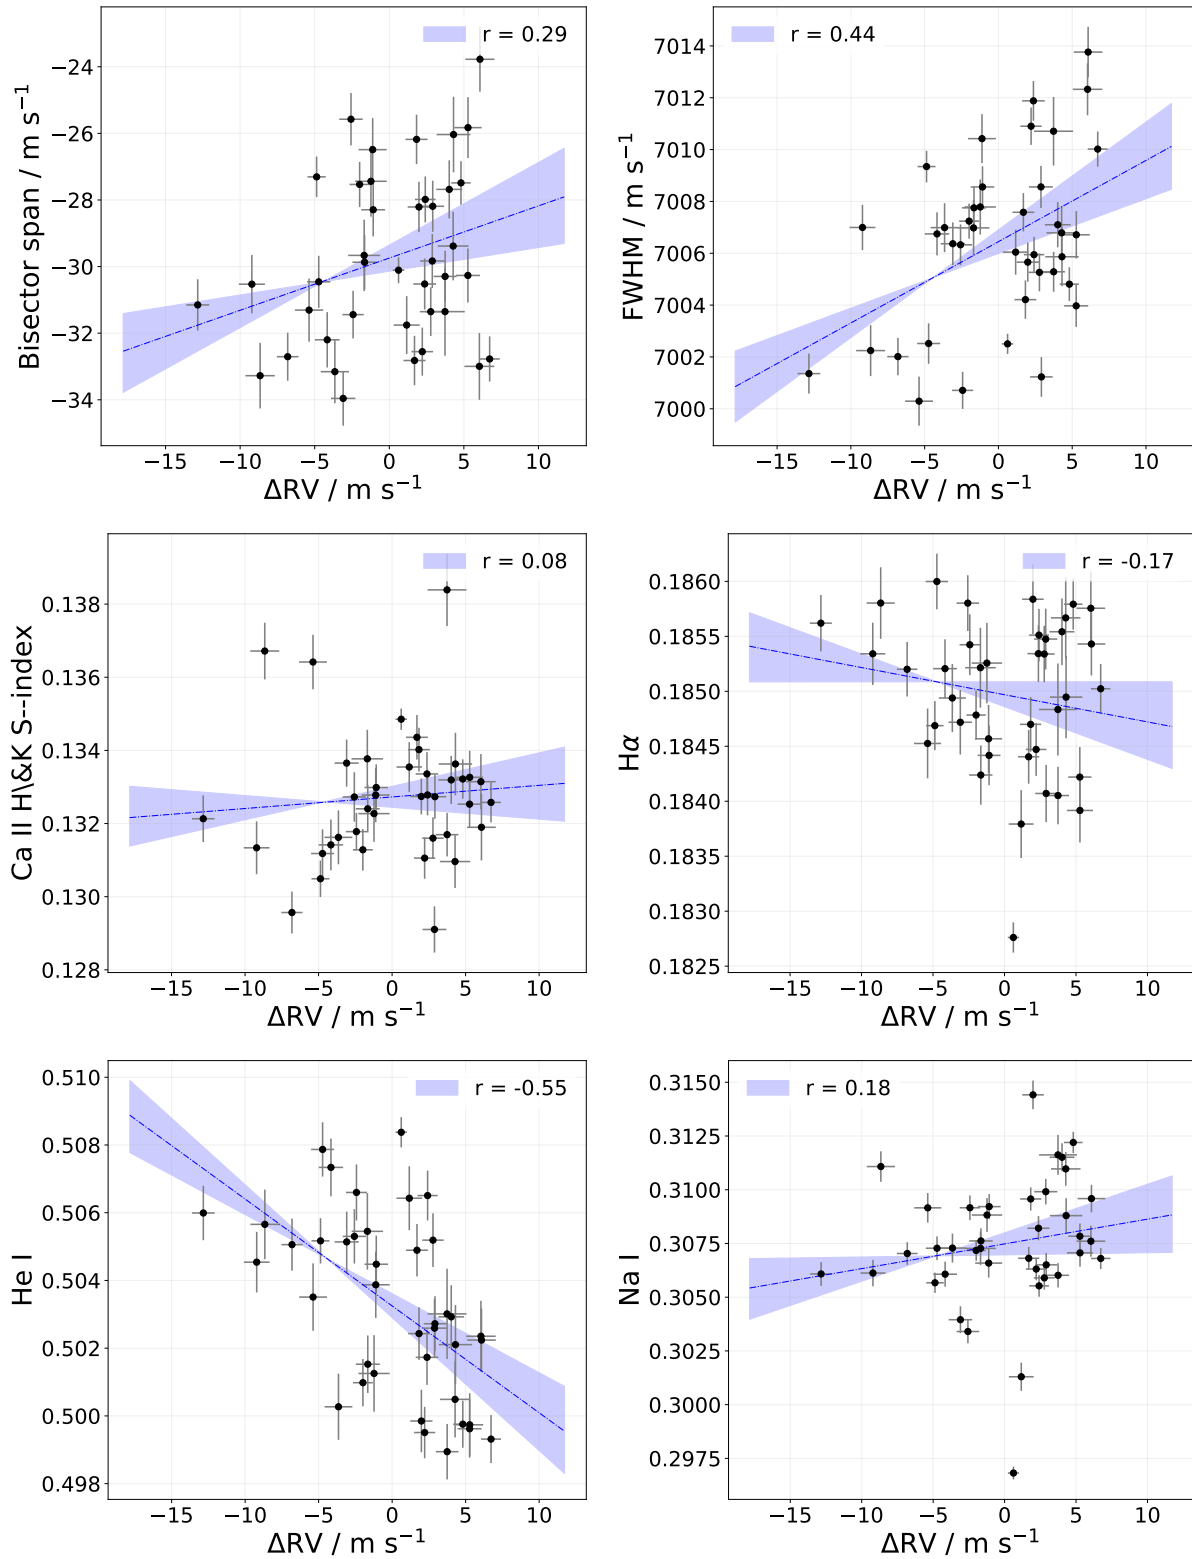 r = 0.29
Bisector span / m s⁻¹
−24
−26
−28
−30
−32
−34
−15 −10 −5 0 5 10
ΔRV / m s⁻¹
r = 0.44
FWHM / m s⁻¹
7014
7012
7010
7008
7006
7004
7002
7000
−15 −10 −5 0 5 10
ΔRV / m s⁻¹
r = 0.08
Ca II H\&K S--index
0.138
0.136
0.134
0.132
0.130
0.128
−15 −10 −5 0 5 10
ΔRV / m s⁻¹
r = -0.17
Hα
0.1860
0.1855
0.1850
0.1845
0.1840
0.1835
0.1830
0.1825
−15 −10 −5 0 5 10
ΔRV / m s⁻¹
r = -0.55
He I
0.510
0.508
0.506
0.504
0.502
0.500
0.498
−15 −10 −5 0 5 10
ΔRV / m s⁻¹
r = 0.18
Na I
0.3150
0.3125
0.3100
0.3075
0.3050
0.3025
0.3000
0.2975
−15 −10 −5 0 5 10
ΔRV / m s⁻¹